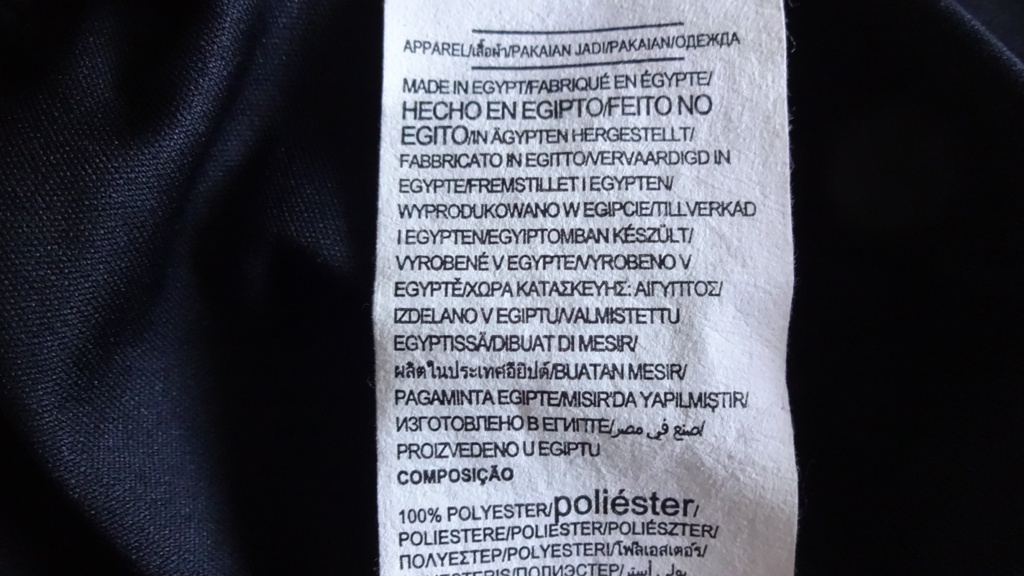 APPAREL/เสื้อผ้า/PAKAIAN JADI/PAKAIAN/ОДЕЖДА
MADE IN EGYPT/FABRIQUÉ EN ÉGYPTE/
HECHO EN EGIPTO/FEITO NO
EGITO/IN ÄGYPTEN HERGESTELLT/
FABBRICATO IN EGITTO/VERVAARDIGD IN
EGYPTE/FREMSTILLET I EGYPTEN/
WYPRODUKOWANO W EGIPCIE/TILLVERKAD
I EGYPTEN/EGYIPTOMBAN KÉSZÜLT/
VYROBENÉ V EGYPTE/VYROBENO V
EGYPTĚ/ΧΩΡΑ ΚΑΤΑΣΚΕΥΗΣ: ΑΙΓΥΠΤΟΣ/
IZDELANO V EGIPTU/VALMISTETTU
EGYPTISSÄ/DIBUAT DI MESIR/
ผลิตในประเทศอียิปต์/BUATAN MESIR/
PAGAMINTA EGIPTE/MISIR'DA YAPILMIŞTIR/
ИЗГОТОВЛЕНО В ЕГИПТЕ/صنع في مصر/
PROIZVEDENO U EGIPTU
COMPOSIÇÃO
100% POLYESTER/poliéster/
POLIESTERE/POLIESTER/POLIÉSZTER/
ΠΟΛΥΕΣΤΕΡ/POLYESTERI/โพลีเอสเตอร์/
ПОЛИЭСТЕР/بولي استر/